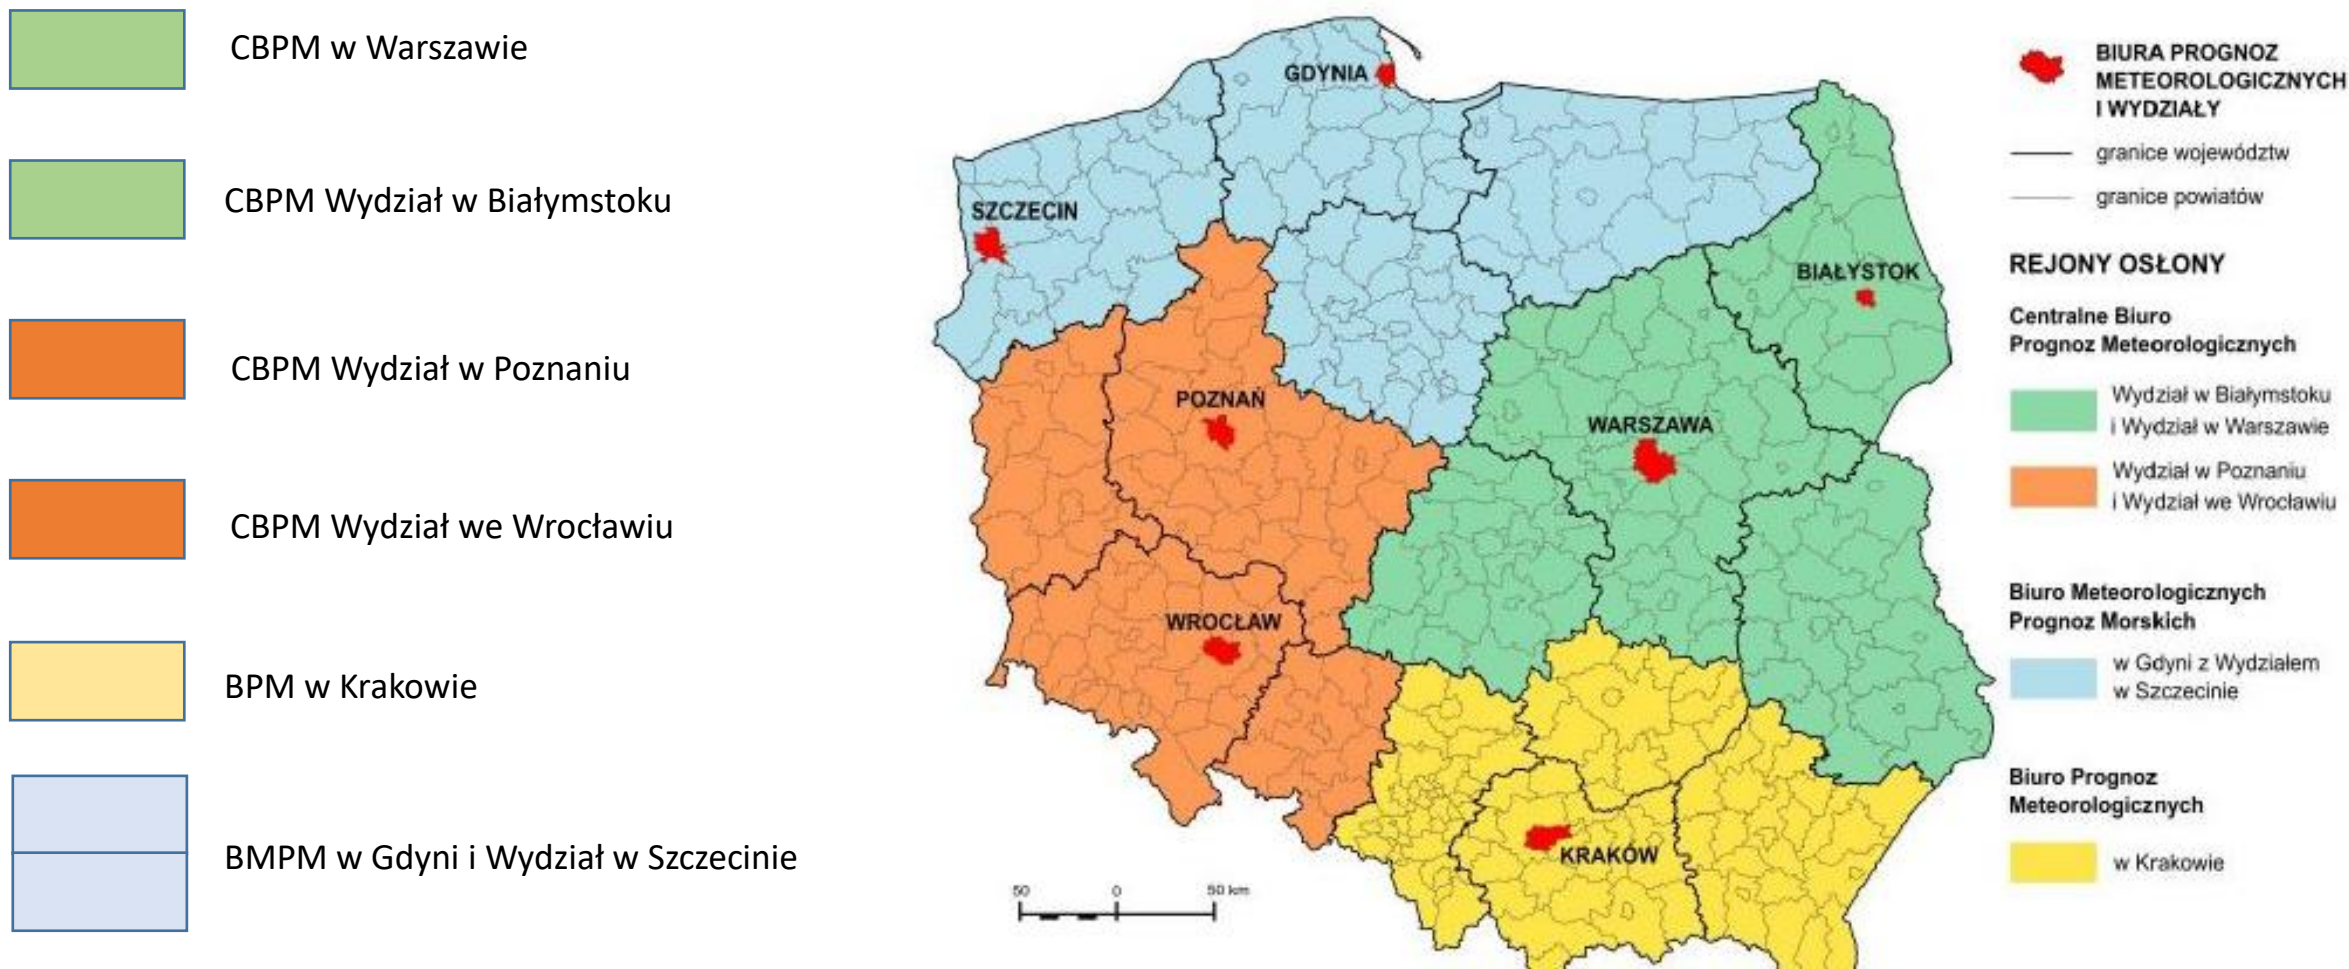 CBPM w Warszawie
CBPM Wydział w Białymstoku
CBPM Wydział w Poznaniu
CBPM Wydział we Wrocławiu
BPM w Krakowie
BMPM w Gdyni i Wydział w Szczecinie
GDYNIA
SZCZECIN
BIAŁYSTOK
POZNAŃ
WARSZAWA
WROCŁAW
KRAKÓW
50 0 50 km
BIURA PROGNOZ
METEOROLOGICZNYCH
I WYDZIAŁY
granice województw
granice powiatów
REJONY OSŁONY
Centralne Biuro
Prognoz Meteorologicznych
Wydział w Białymstoku
i Wydział w Warszawie
Wydział w Poznaniu
i Wydział we Wrocławiu
Biuro Meteorologicznych
Prognoz Morskich
w Gdyni z Wydziałem
w Szczecinie
Biuro Prognoz
Meteorologicznych
w Krakowie